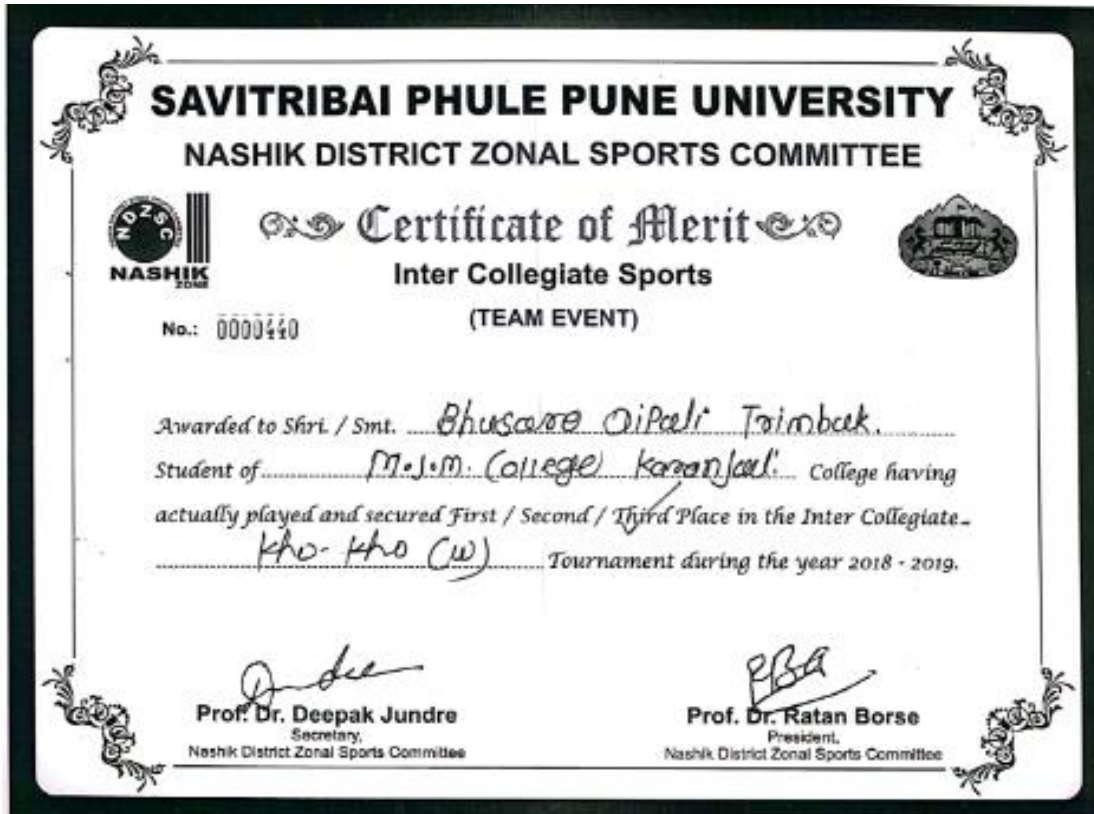 SAVITRIBAI PHULE PUNE UNIVERSITY
NASHIK DISTRICT ZONAL SPORTS COMMITTEE
NDZSC
NASHIK
ZONE
Certificate of Merit
Inter Collegiate Sports
(TEAM EVENT)
No.: 0000440
Awarded to Shri. / Smt. Bhusare Dipali Trimbak.
Student of M.J.M. College Karanjali. College having
actually played and secured First / Second / Third Place in the Inter Collegiate
Kho-Kho (W) Tournament during the year 2018 - 2019.
Prof. Dr. Deepak Jundre
Secretary,
Nashik District Zonal Sports Committee
Prof. Dr. Ratan Borse
President,
Nashik District Zonal Sports Committee